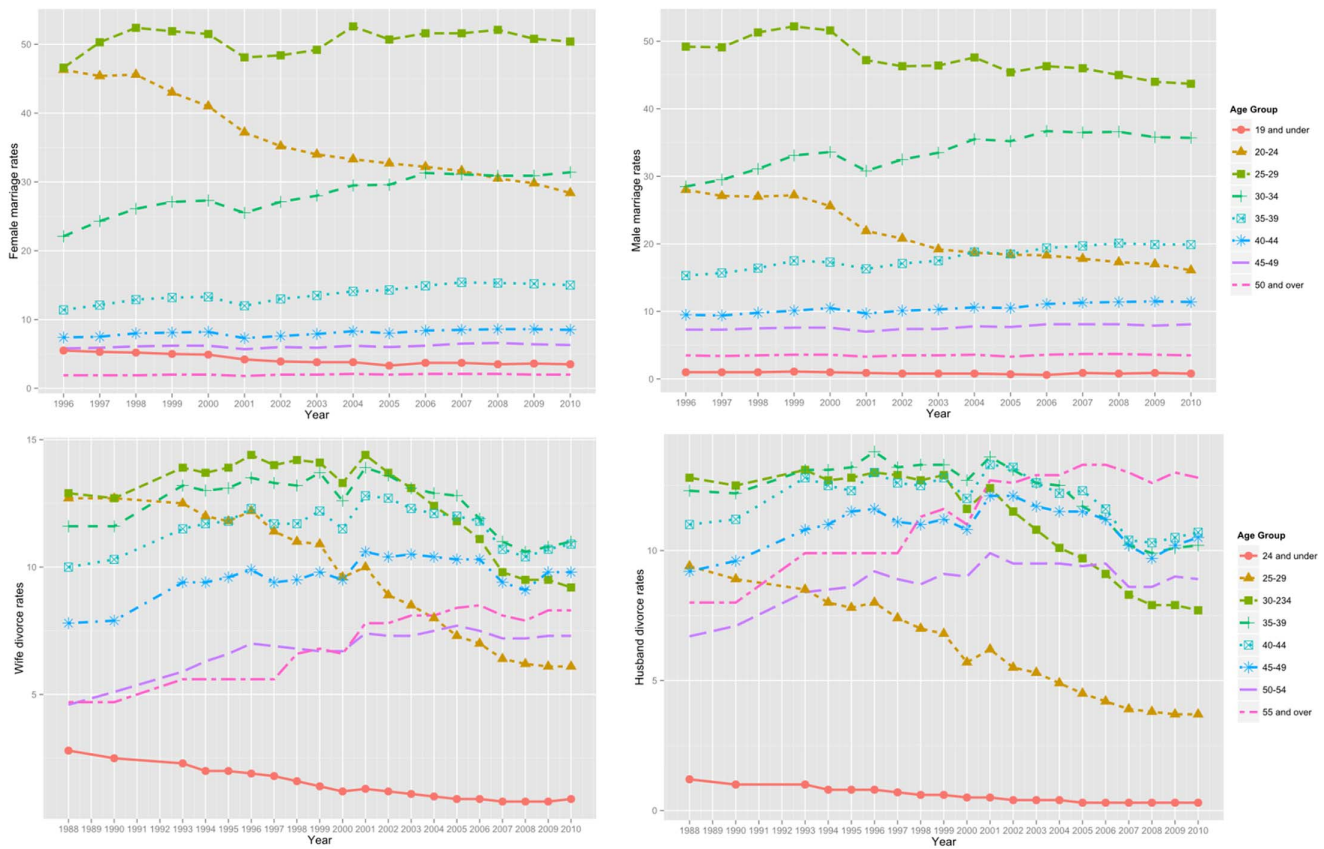 Female marriage rates
50
40
30
20
10
0
1996 1997 1998 1999 2000 2001 2002 2003 2004 2005 2006 2007 2008 2009 2010
Year
Male marriage rates
50
40
30
20
10
0
1996 1997 1998 1999 2000 2001 2002 2003 2004 2005 2006 2007 2008 2009 2010
Year
Age Group
19 and under
20-24
25-29
30-34
35-39
40-44
45-49
50 and over
Wife divorce rates
15
10
5
1988 1989 1990 1991 1992 1993 1994 1995 1996 1997 1998 1999 2000 2001 2002 2003 2004 2005 2006 2007 2008 2009 2010
Year
Husband divorce rates
10
5
0
1988 1989 1990 1991 1992 1993 1994 1995 1996 1997 1998 1999 2000 2001 2002 2003 2004 2005 2006 2007 2008 2009 2010
Year
Age Group
24 and under
25-29
30-234
35-39
40-44
45-49
50-54
55 and over